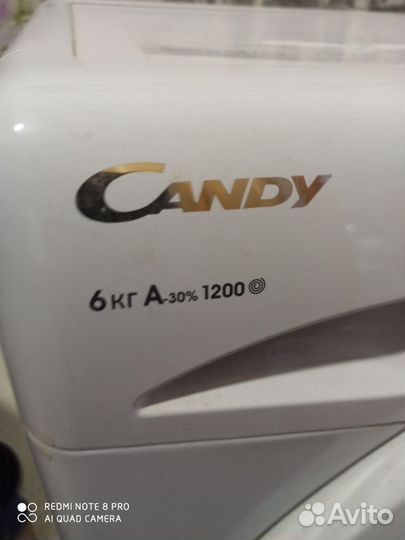 CANDY
6 КГ A-30% 1200
REDMI NOTE 8 PRO
AI QUAD CAMERA
Avito